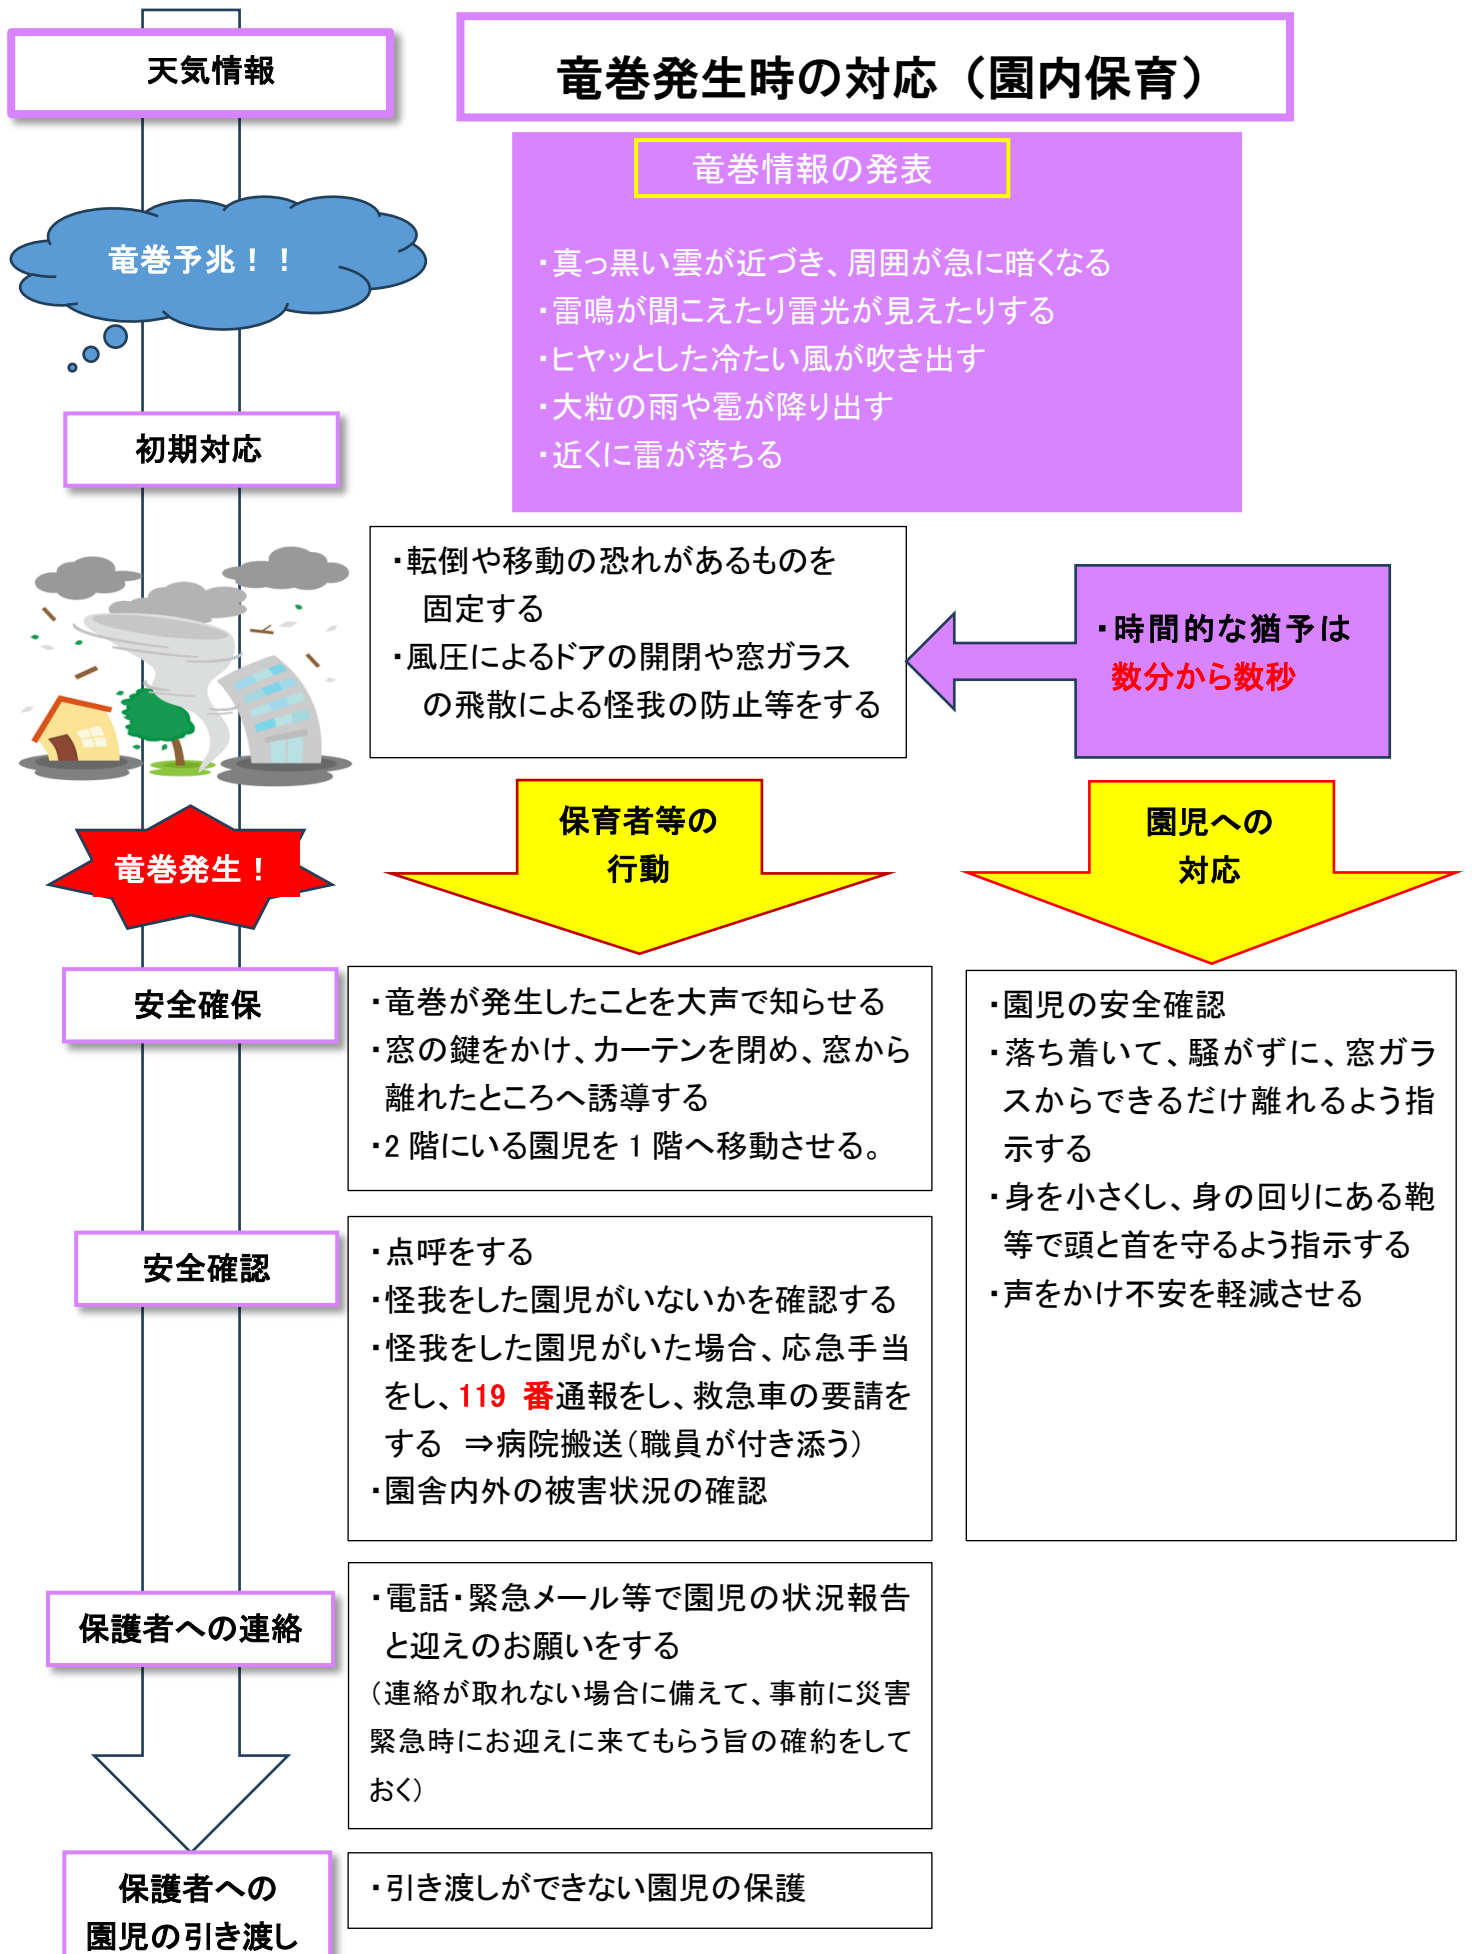 天気情報
竜巻発生時の対応（園内保育）
竜巻情報の発表
竜巻予兆！！
・真っ黒い雲が近づき、周囲が急に暗くなる
・雷鳴が聞こえたり雷光が見えたりする
・ヒヤッとした冷たい風が吹き出す
・大粒の雨や雹が降り出す
・近くに雷が落ちる
初期対応
・転倒や移動の恐れがあるものを
固定する
・風圧によるドアの開閉や窓ガラス
の飛散による怪我の防止等をする
・時間的な猶予は
数分から数秒
竜巻発生！
保育者等の
行動
園児への
対応
安全確保
・竜巻が発生したことを大声で知らせる
・窓の鍵をかけ、カーテンを閉め、窓から
離れたところへ誘導する
・2 階にいる園児を 1 階へ移動させる。
・園児の安全確認
・落ち着いて、騒がずに、窓ガラ
スからできるだけ離れるよう指
示する
・身を小さくし、身の回りにある鞄
等で頭と首を守るよう指示する
・声をかけ不安を軽減させる
安全確認
・点呼をする
・怪我をした園児がいないかを確認する
・怪我をした園児がいた場合、応急手当
をし、119 番通報をし、救急車の要請を
する ⇒病院搬送（職員が付き添う）
・園舎内外の被害状況の確認
保護者への連絡
・電話・緊急メール等で園児の状況報告
と迎えのお願いをする
（連絡が取れない場合に備えて、事前に災害
緊急時にお迎えに来てもらう旨の確約をして
おく）
保護者への
園児の引き渡し
・引き渡しができない園児の保護